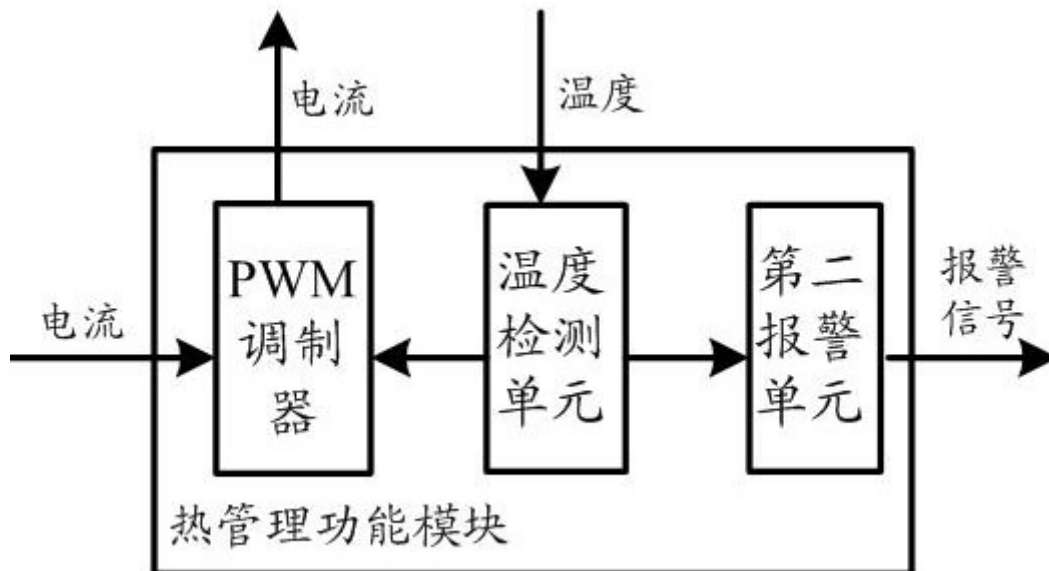 电流
温度
电流
PWM
调制
器
温度
检测
单元
第二
报警
单元
报警
信号
热管理功能模块